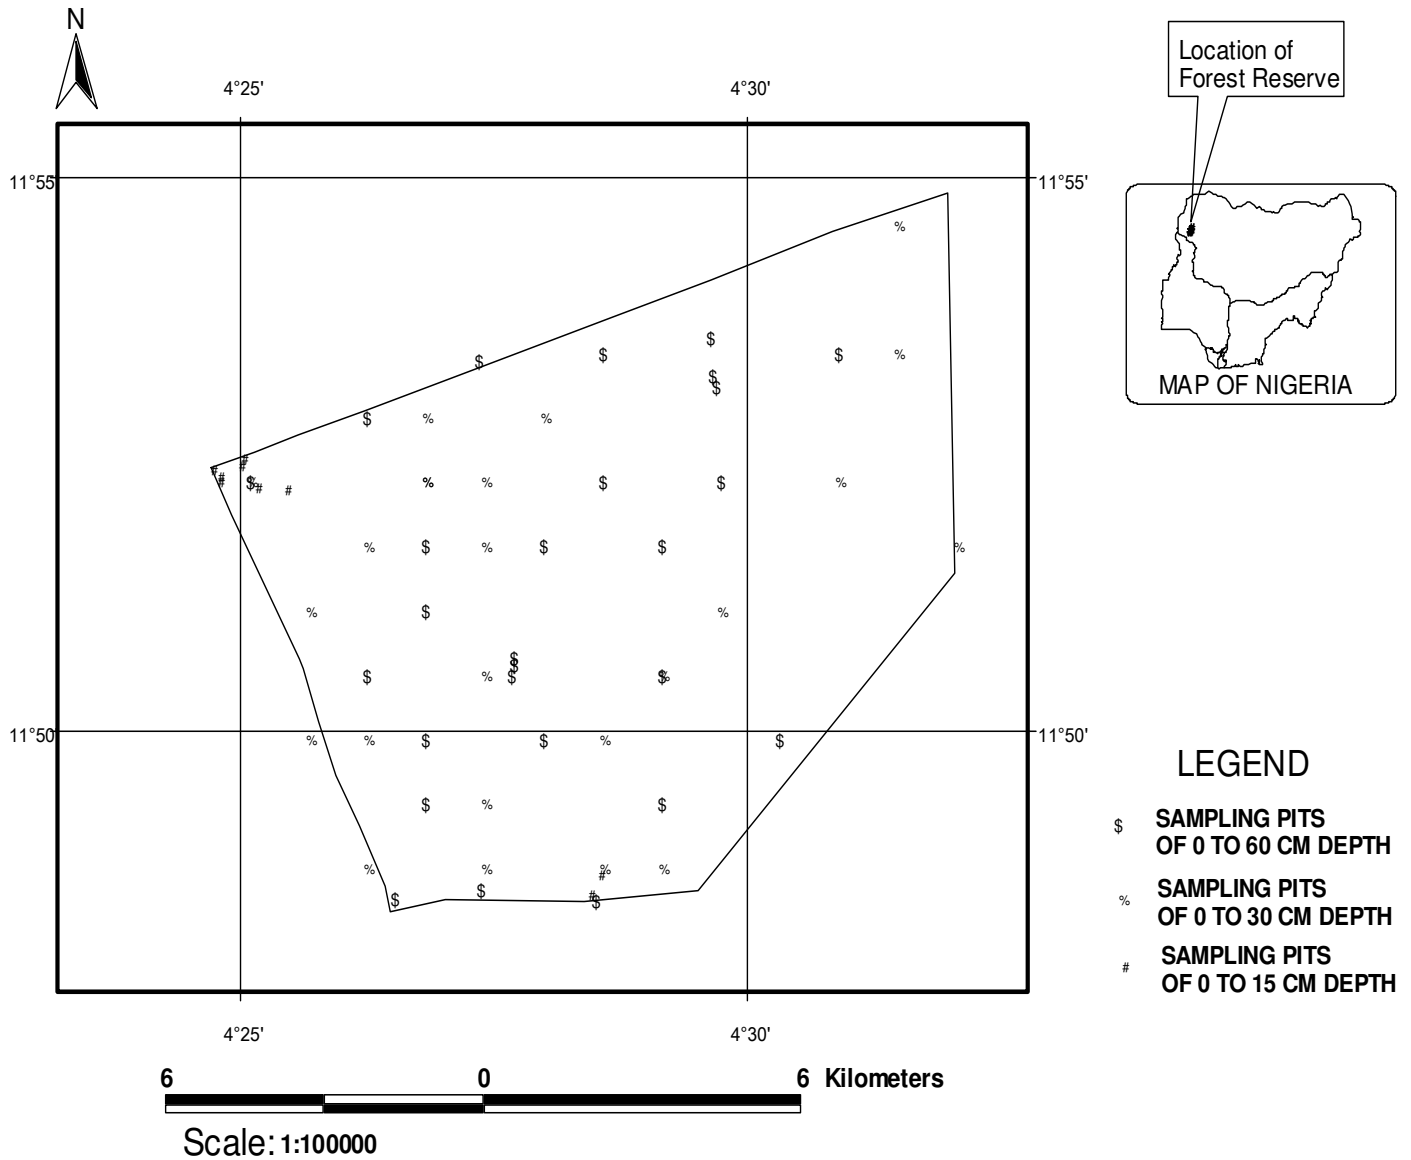 N
4°25'
4°30'
Location of
Forest Reserve
11°55'
11°55'
MAP OF NIGERIA
11°50'
11°50'
LEGEND
$ SAMPLING PITS
OF 0 TO 60 CM DEPTH
% SAMPLING PITS
OF 0 TO 30 CM DEPTH
# SAMPLING PITS
OF 0 TO 15 CM DEPTH
4°25'
4°30'
6 0 6 Kilometers
Scale: 1:100000